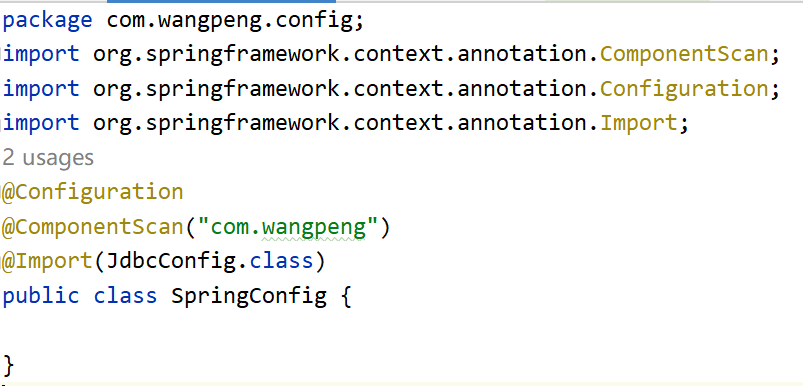 package com.wangpeng.config;
import org.springframework.context.annotation.ComponentScan;
import org.springframework.context.annotation.Configuration;
import org.springframework.context.annotation.Import;
2 usages
@Configuration
@ComponentScan("com.wangpeng")
@Import(JdbcConfig.class)
public class SpringConfig {
}